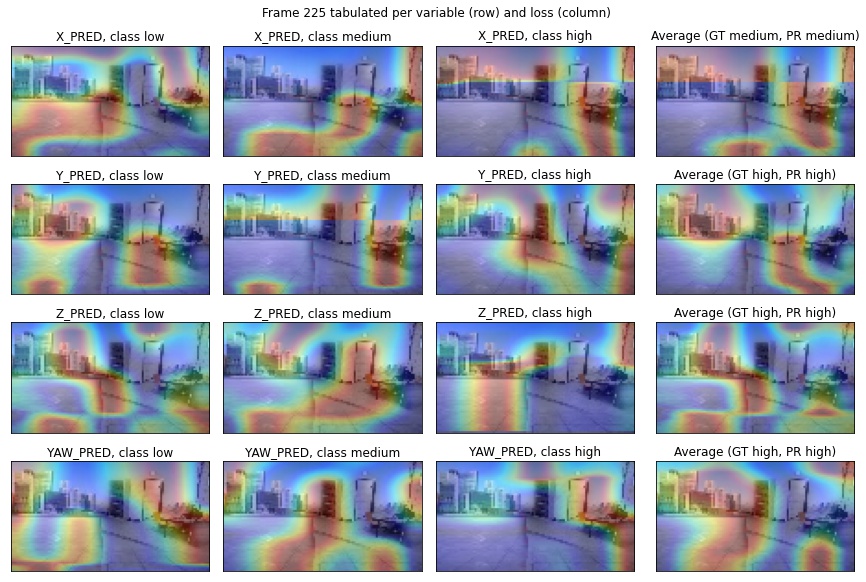 Frame 225 tabulated per variable (row) and loss (column)
X_PRED, class low
X_PRED, class medium
X_PRED, class high
Average (GT medium, PR medium)
Y_PRED, class low
Y_PRED, class medium
Y_PRED, class high
Average (GT high, PR high)
Z_PRED, class low
Z_PRED, class medium
Z_PRED, class high
Average (GT high, PR high)
YAW_PRED, class low
YAW_PRED, class medium
YAW_PRED, class high
Average (GT high, PR high)